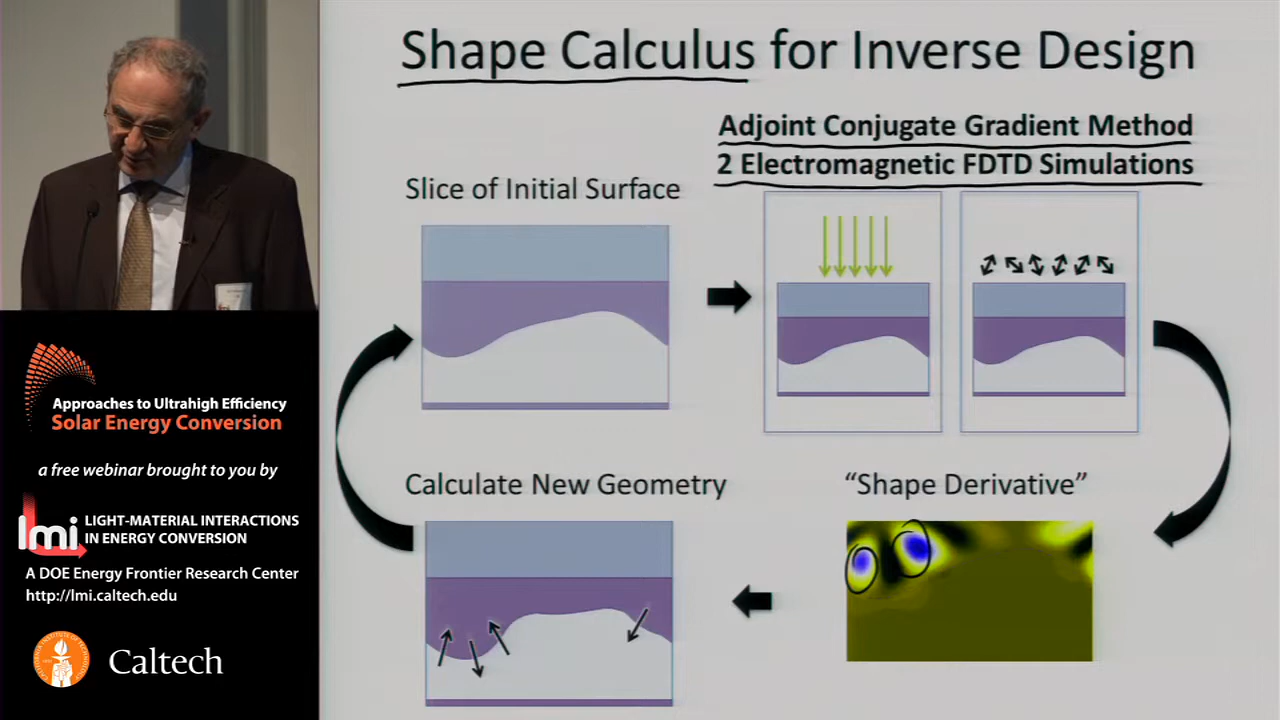 Shape Calculus for Inverse Design
Adjoint Conjugate Gradient Method
2 Electromagnetic FDTD Simulations
Slice of Initial Surface
Calculate New Geometry
“Shape Derivative”
Approaches to Ultrahigh Efficiency
Solar Energy Conversion
a free webinar brought to you by
lmi LIGHT-MATERIAL INTERACTIONS
IN ENERGY CONVERSION
A DOE Energy Frontier Research Center
http://lmi.caltech.edu
Caltech